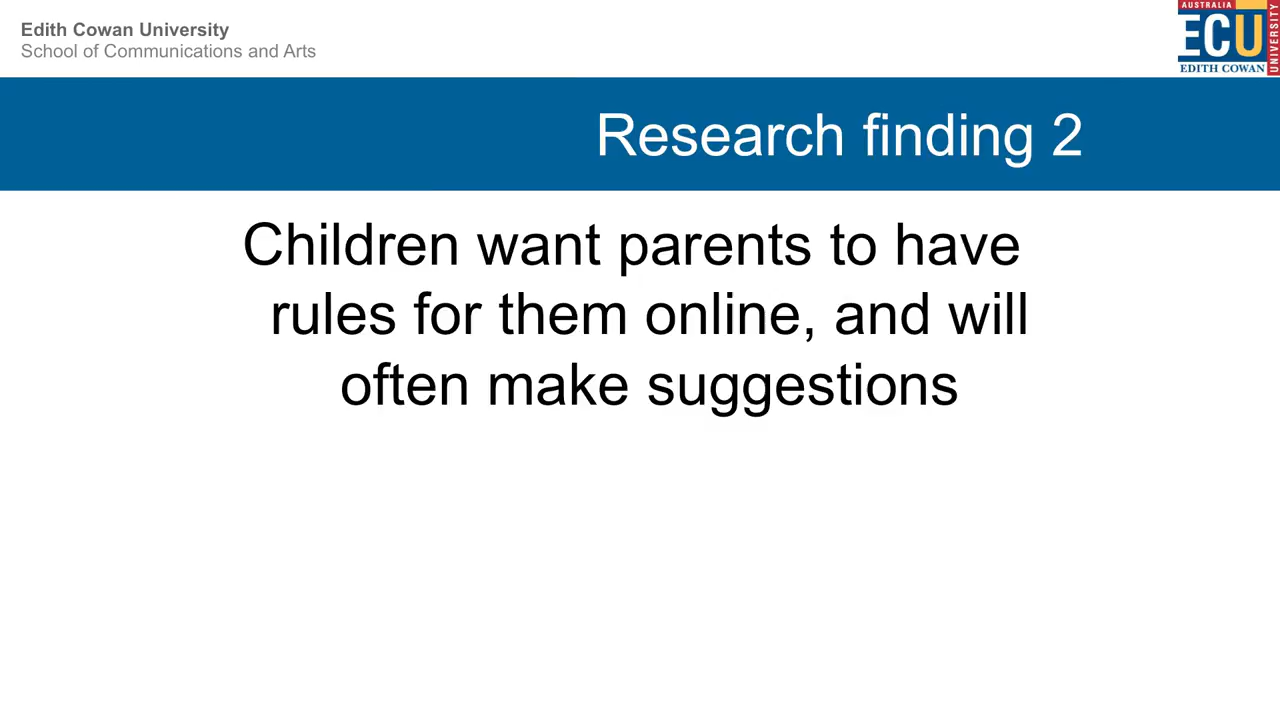 Edith Cowan University
School of Communications and Arts
AUSTRALIA
ECU
EDITH COWAN
UNIVERSITY
Research finding 2
Children want parents to have
rules for them online, and will
often make suggestions